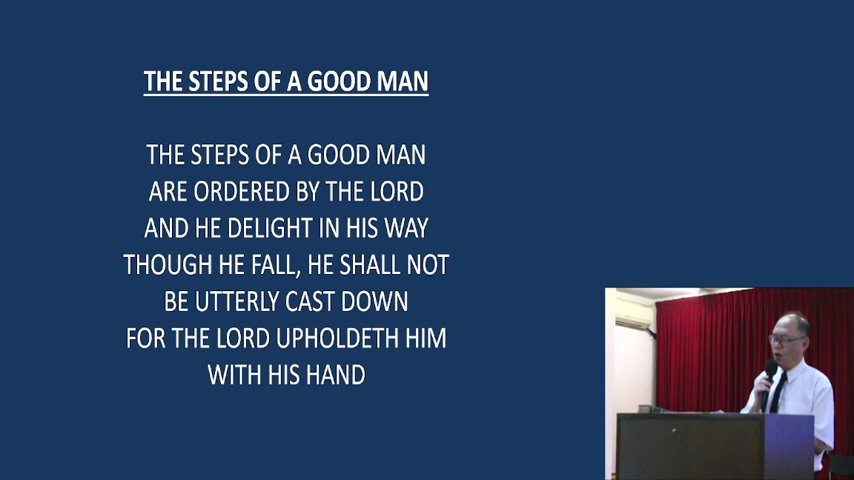 THE STEPS OF A GOOD MAN
THE STEPS OF A GOOD MAN
ARE ORDERED BY THE LORD
AND HE DELIGHT IN HIS WAY
THOUGH HE FALL, HE SHALL NOT
BE UTTERLY CAST DOWN
FOR THE LORD UPHOLDETH HIM
WITH HIS HAND